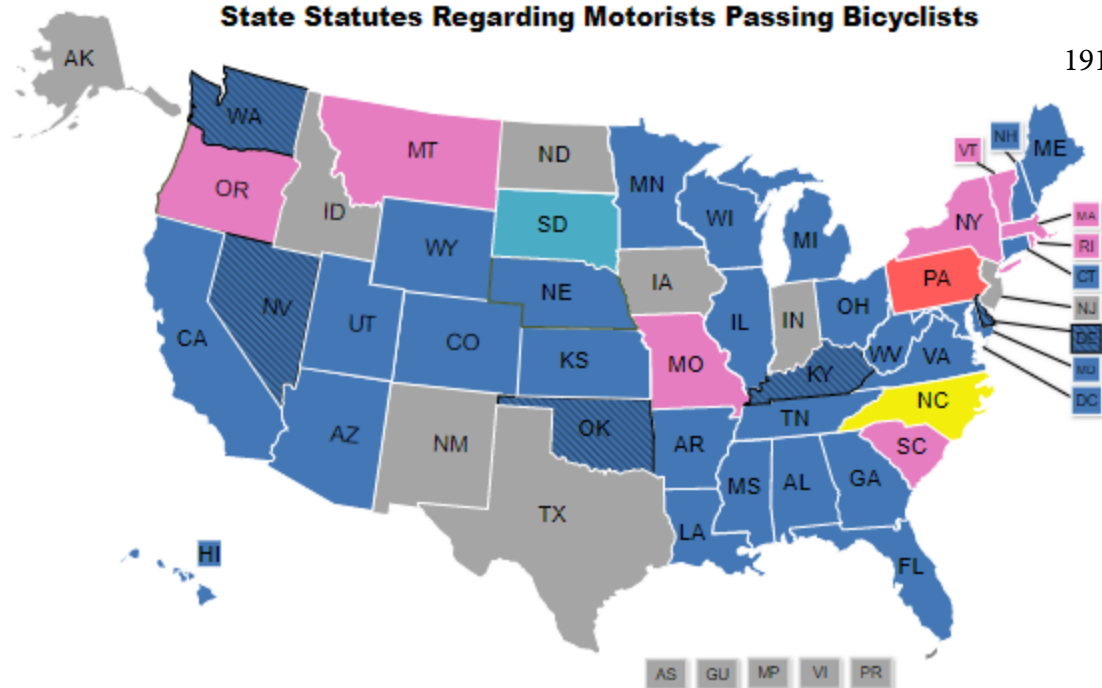 State Statutes Regarding Motorists Passing Bicyclists
191
AK
WA
MT
ND
MN
VT
NH
ME
OR
ID
SD
WI
MI
NY
MA
RI
WY
CT
PA
NV
NE
IA
NJ
UT
CO
IL
IN
OH
DE
CA
KS
MO
WV
VA
MD
KY
DC
NC
AZ
NM
OK
AR
TN
SC
TX
MS
AL
GA
LA
HI
FL
AS
GU
MP
VI
PR